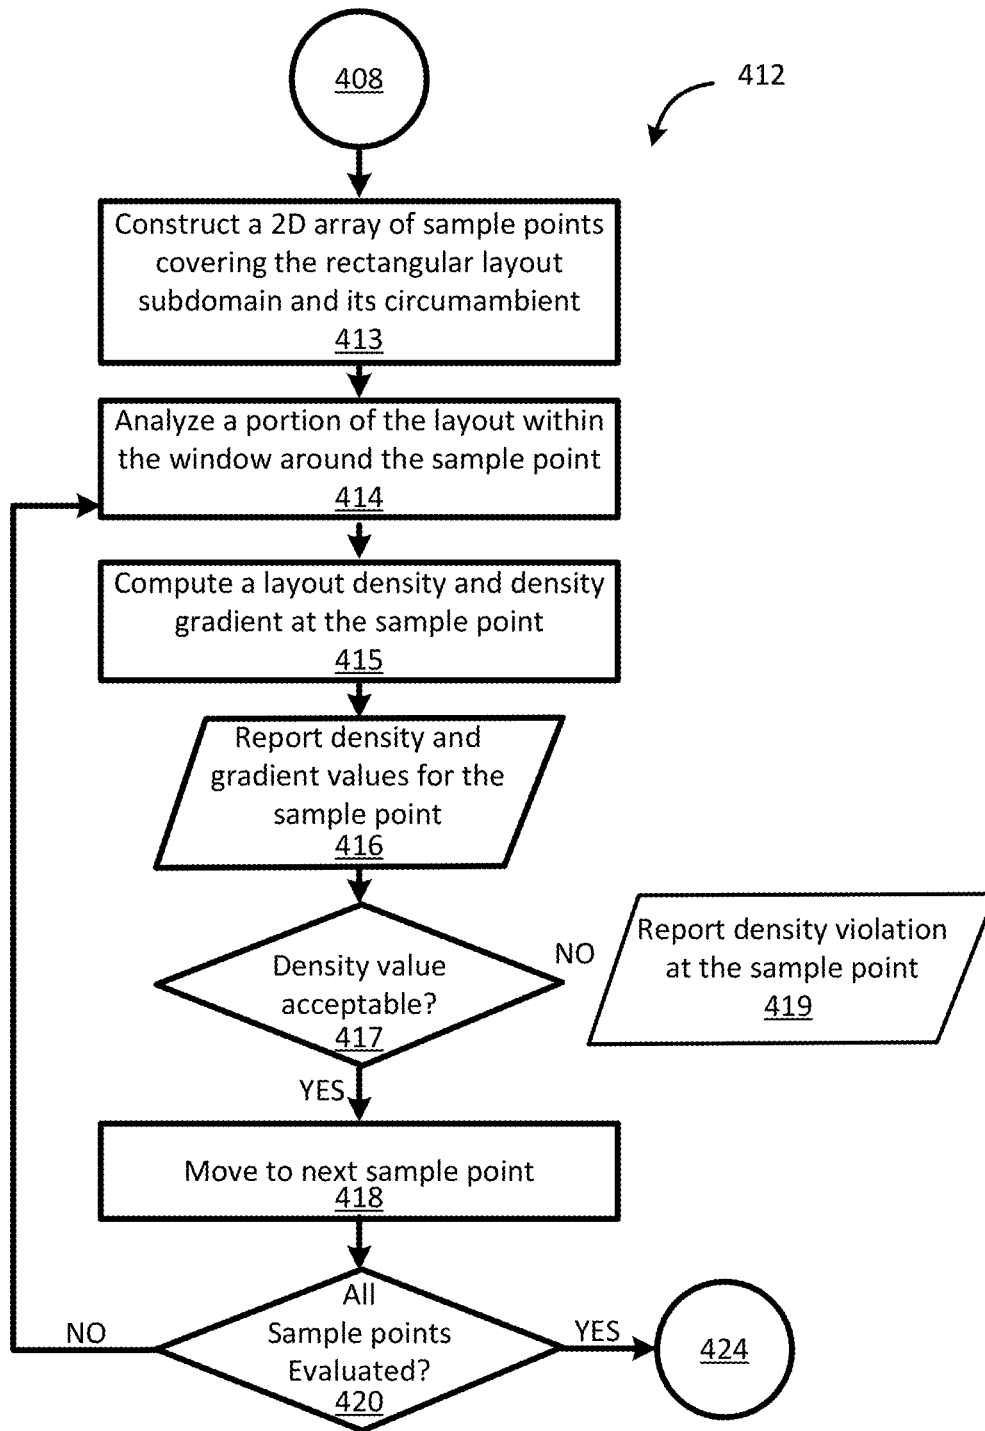 408
412
Construct a 2D array of sample points
covering the rectangular layout
subdomain and its circumambient
413
Analyze a portion of the layout within
the window around the sample point
414
Compute a layout density and density
gradient at the sample point
415
Report density and
gradient values for the
sample point
416
Density value
acceptable?
417
NO
Report density violation
at the sample point
419
YES
Move to next sample point
418
All
Sample points
Evaluated?
420
NO
YES
424